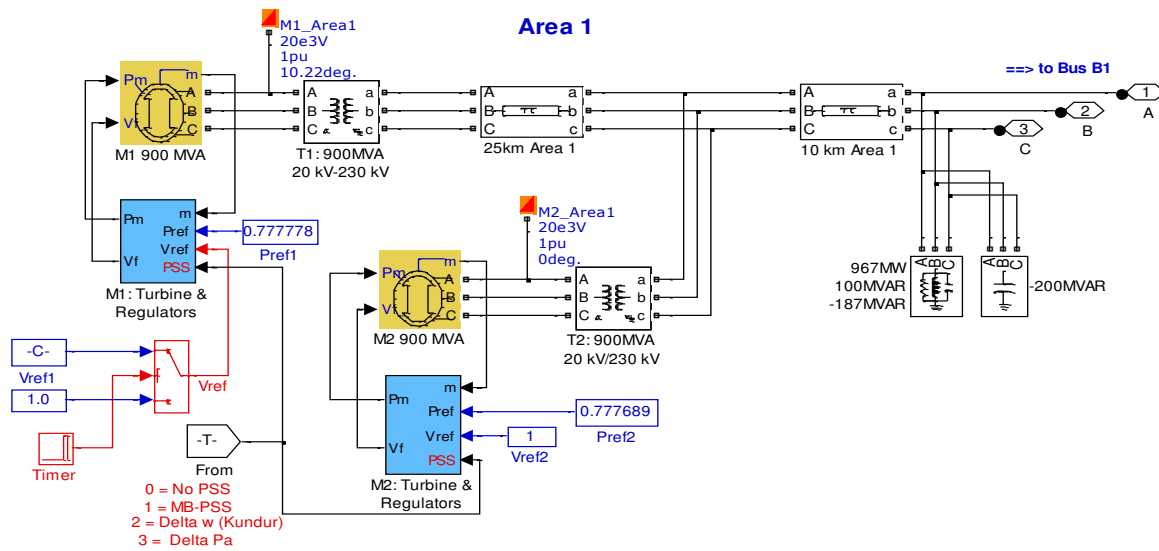 Area 1
M1_Area1
20e3V
1pu
10.22deg.
==> to Bus B1
Pm
m
A
B
C
Vf
M1 900 MVA
A
B
C
a
b
c
T1: 900MVA
20 kV-230 kV
A
B
C
a
b
c
25km Area 1
A
B
C
a
b
c
10 km Area 1
1
A
2
B
3
C
Pm
Vf
m
Pref
Vref
PSS
M1: Turbine &
Regulators
0.777778
Pref1
M2_Area1
20e3V
1pu
0deg.
Pm
m
A
B
C
Vf
M2 900 MVA
A
B
C
a
b
c
T2: 900MVA
20 kV/230 kV
A
B
C
967MW
100MVAR
-187MVAR
A
B
C
-200MVAR
-C-
Vref1
1.0
Vref
Timer
-T-
From
0 = No PSS
1 = MB-PSS
2 = Delta w (Kundur)
3 = Delta Pa
Pm
Vf
m
Pref
Vref
PSS
M2: Turbine &
Regulators
0.777689
Pref2
1
Vref2